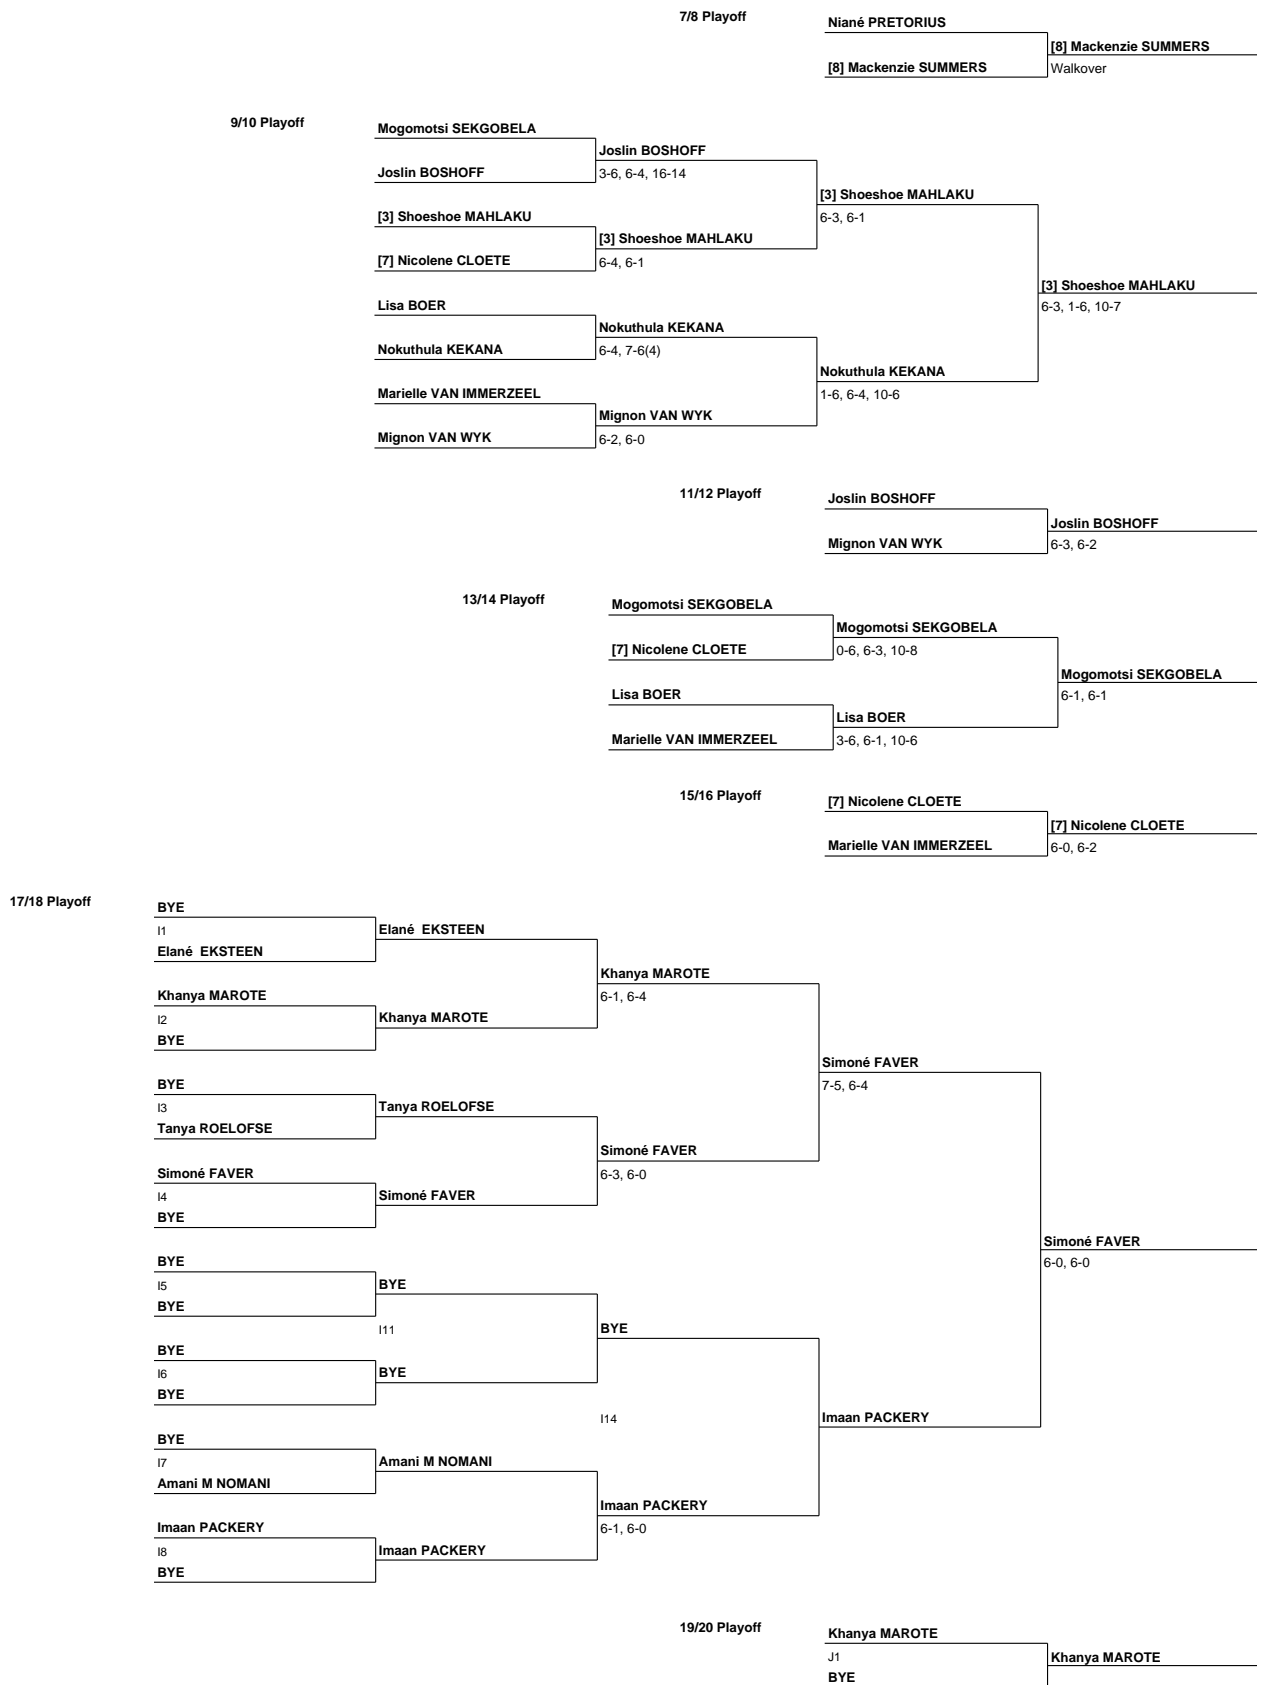 7/8 Playoff
Niané PRETORIUS
[8] Mackenzie SUMMERS
[8] Mackenzie SUMMERS
Walkover
9/10 Playoff
Mogomotsi SEKGOBELA
Joslin BOSHOFF
Joslin BOSHOFF
3-6, 6-4, 16-14
[3] Shoeshoe MAHLAKU
6-3, 6-1
[3] Shoeshoe MAHLAKU
[3] Shoeshoe MAHLAKU
[7] Nicolene CLOETE
6-4, 6-1
[3] Shoeshoe MAHLAKU
6-3, 1-6, 10-7
Lisa BOER
Nokuthula KEKANA
Nokuthula KEKANA
6-4, 7-6(4)
Nokuthula KEKANA
1-6, 6-4, 10-6
Marielle VAN IMMERZEEL
Mignon VAN WYK
Mignon VAN WYK
6-2, 6-0
11/12 Playoff
Joslin BOSHOFF
Joslin BOSHOFF
Mignon VAN WYK
6-3, 6-2
13/14 Playoff
Mogomotsi SEKGOBELA
Mogomotsi SEKGOBELA
[7] Nicolene CLOETE
0-6, 6-3, 10-8
Mogomotsi SEKGOBELA
6-1, 6-1
Lisa BOER
Lisa BOER
Marielle VAN IMMERZEEL
3-6, 6-1, 10-6
15/16 Playoff
[7] Nicolene CLOETE
[7] Nicolene CLOETE
Marielle VAN IMMERZEEL
6-0, 6-2
17/18 Playoff
BYE
I1
Elané EKSTEEN
Elané EKSTEEN
Khanya MAROTE
6-1, 6-4
Khanya MAROTE
I2
Khanya MAROTE
BYE
Simoné FAVER
7-5, 6-4
BYE
I3
Tanya ROELOFSE
Tanya ROELOFSE
Simoné FAVER
6-3, 6-0
Simoné FAVER
I4
Simoné FAVER
BYE
Simoné FAVER
6-0, 6-0
BYE
I5
BYE
BYE
I11
BYE
BYE
I6
BYE
BYE
I14
Imaan PACKERY
BYE
I7
Amani M NOMANI
Amani M NOMANI
Imaan PACKERY
6-1, 6-0
Imaan PACKERY
I8
Imaan PACKERY
BYE
19/20 Playoff
Khanya MAROTE
J1
Khanya MAROTE
BYE